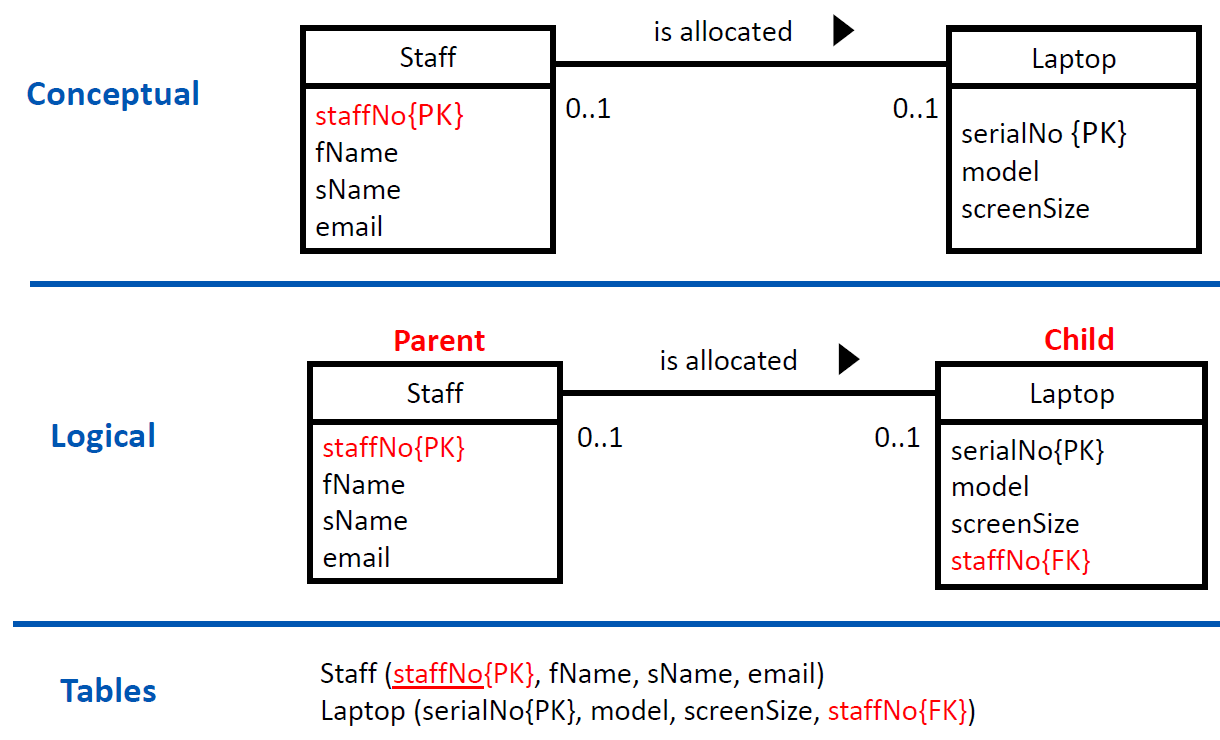 is allocated
Staff
Laptop
Conceptual
staffNo{PK}
fName
sName
email
0..1
0..1
serialNo {PK}
model
screenSize
Parent
Child
is allocated
Staff
Laptop
Logical
staffNo{PK}
fName
sName
email
0..1
0..1
serialNo{PK}
model
screenSize
staffNo{FK}
Tables
Staff (staffNo{PK}, fName, sName, email)
Laptop (serialNo{PK}, model, screenSize, staffNo{FK})